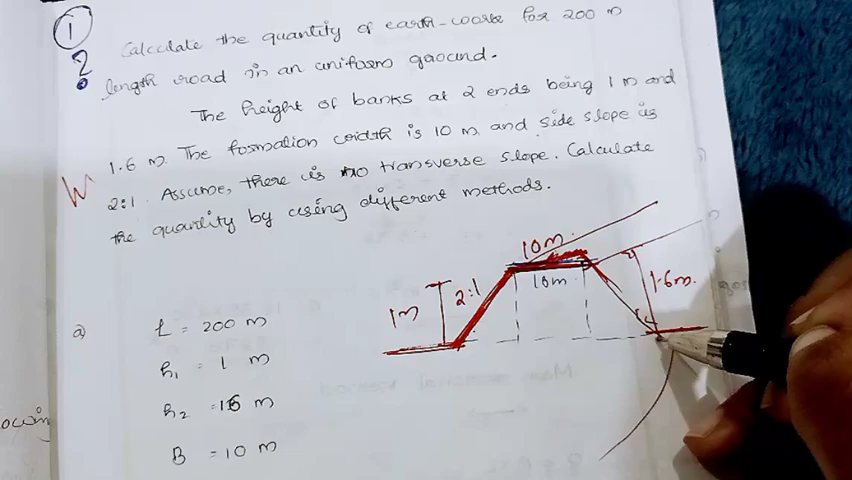 1
?
Calculate the quantity of earth-work for 200 m
length road in an uniform ground.
The height of banks at 2 ends being 1 m and
1.6 m. The formation width is 10 m and side slope is
2:1. Assume, there is no transverse slope. Calculate
the quantity by using different methods.
10m.
10m.
1m
2:1
1.6m.
a) L = 200 m
h₁ = 1 m
h₂ = 1.6 m
B = 10 m
owing